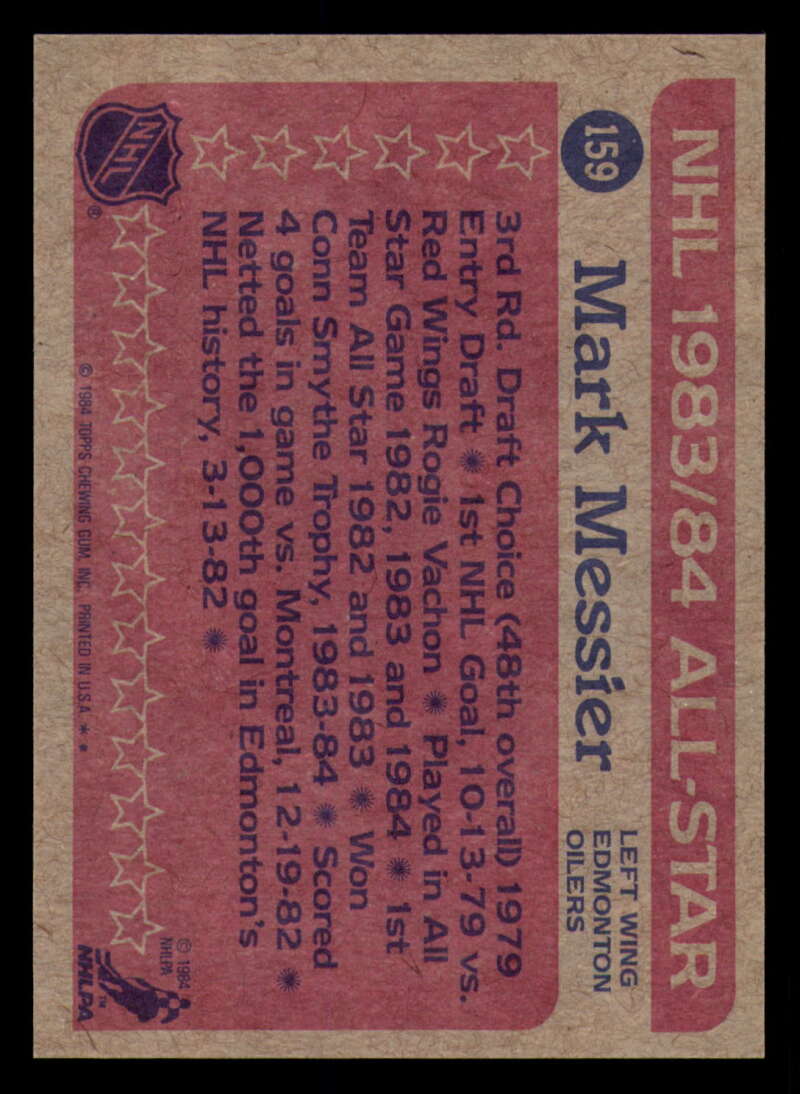 NHL 1983/84 ALL-STAR
159
Mark Messier
LEFT WING
EDMONTON
OILERS
3rd Rd. Draft Choice (48th overall) 1979
Entry Draft * 1st NHL Goal, 10-13-79 vs.
Red Wings Rogie Vachon * Played in All
Star Game 1982, 1983 and 1984 * 1st
Team All Star 1982 and 1983 * Won
Conn Smythe Trophy, 1983-84 * Scored
4 goals in game vs. Montreal, 12-19-82 *
Netted the 1,000th goal in Edmonton's
NHL history, 3-13-82 *
NHL
®
© 1984
NHLPA
NHLPA
TM
© 1984 TOPPS CHEWING GUM, INC. PRINTED IN U.S.A. * *